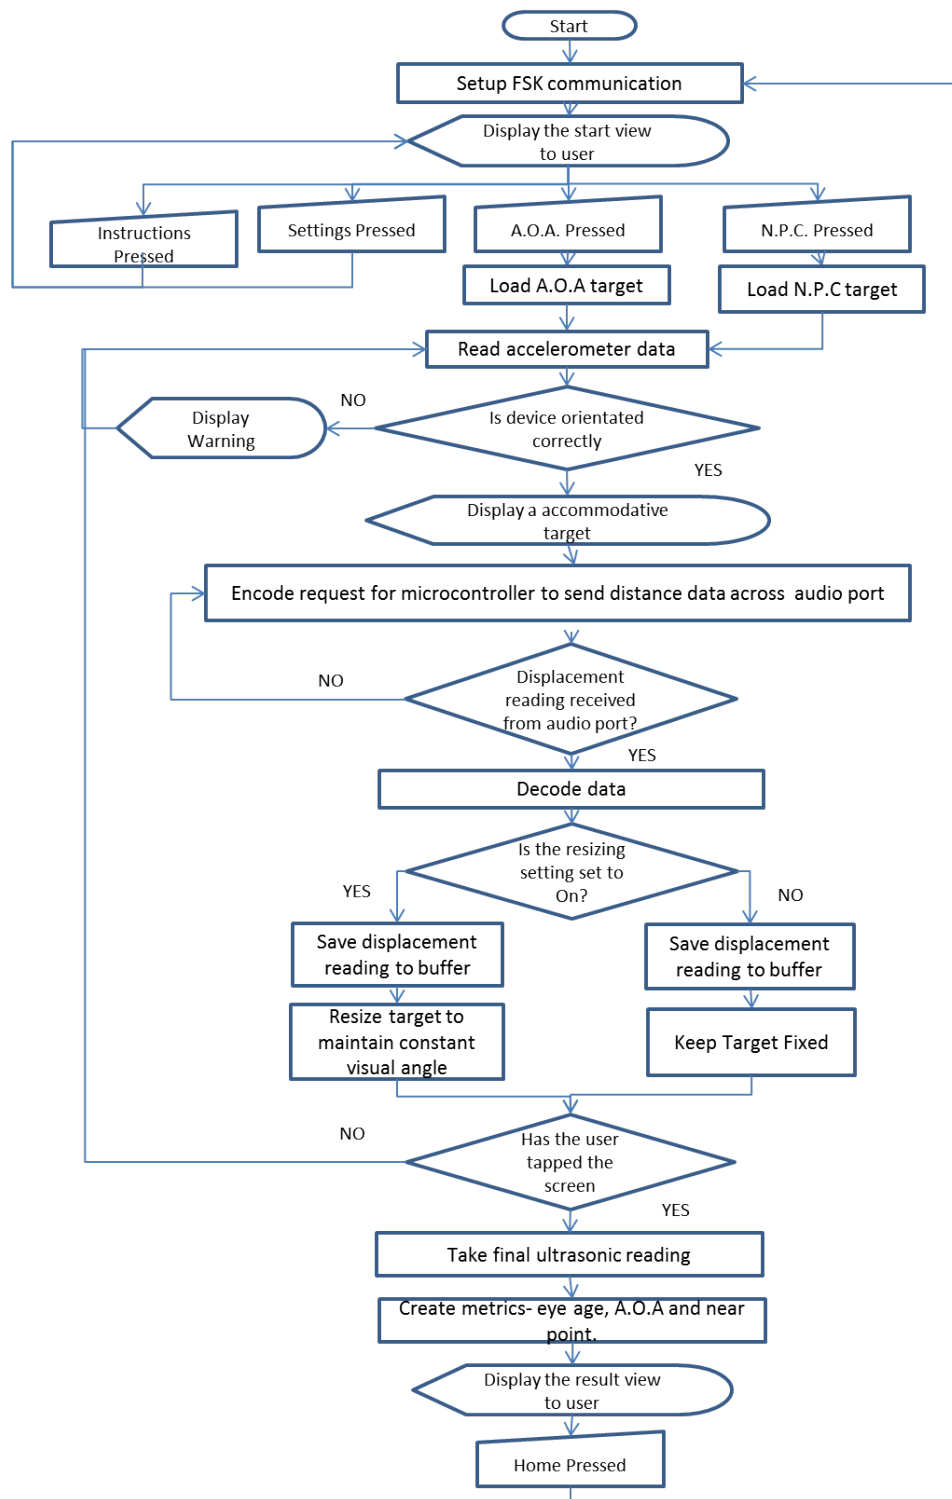 Start
Setup FSK communication
Display the start view
to user
Instructions
Pressed
Settings Pressed
A.O.A. Pressed
N.P.C. Pressed
Load A.O.A target
Load N.P.C target
Read accelerometer data
NO
Display
Warning
Is device orientated
correctly
YES
Display a accommodative
target
Encode request for microcontroller to send distance data across audio port
NO
Displacement
reading received
from audio port?
YES
Decode data
Is the resizing
setting set to
On?
YES
NO
Save displacement
reading to buffer
Save displacement
reading to buffer
Resize target to
maintain constant
visual angle
Keep Target Fixed
NO
Has the user
tapped the
screen
YES
Take final ultrasonic reading
Create metrics- eye age, A.O.A and near
point.
Display the result view
to user
Home Pressed